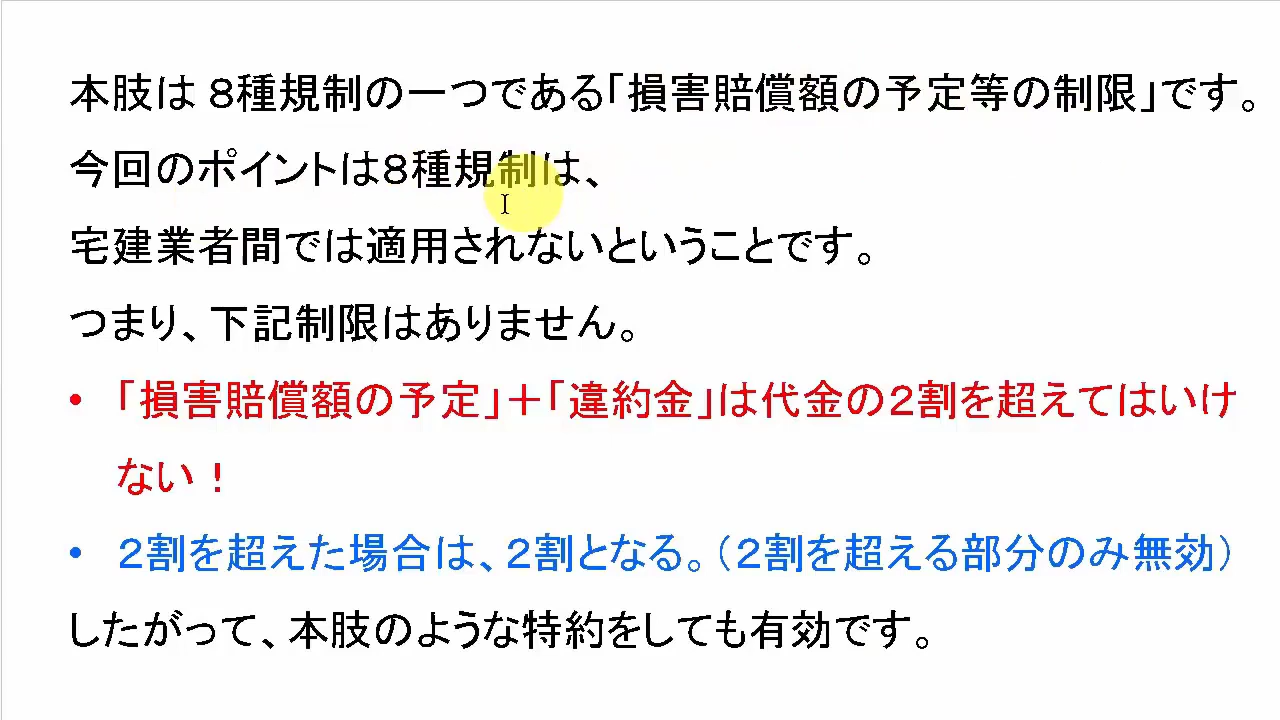 本肢は８種規制の一つである「損害賠償額の予定等の制限」です。
今回のポイントは８種規制は、
宅建業者間では適用されないということです。
つまり、下記制限はありません。
• 「損害賠償額の予定」＋「違約金」は代金の２割を超えてはいけ
ない！
• ２割を超えた場合は、２割となる。（２割を超える部分のみ無効）
したがって、本肢のような特約をしても有効です。